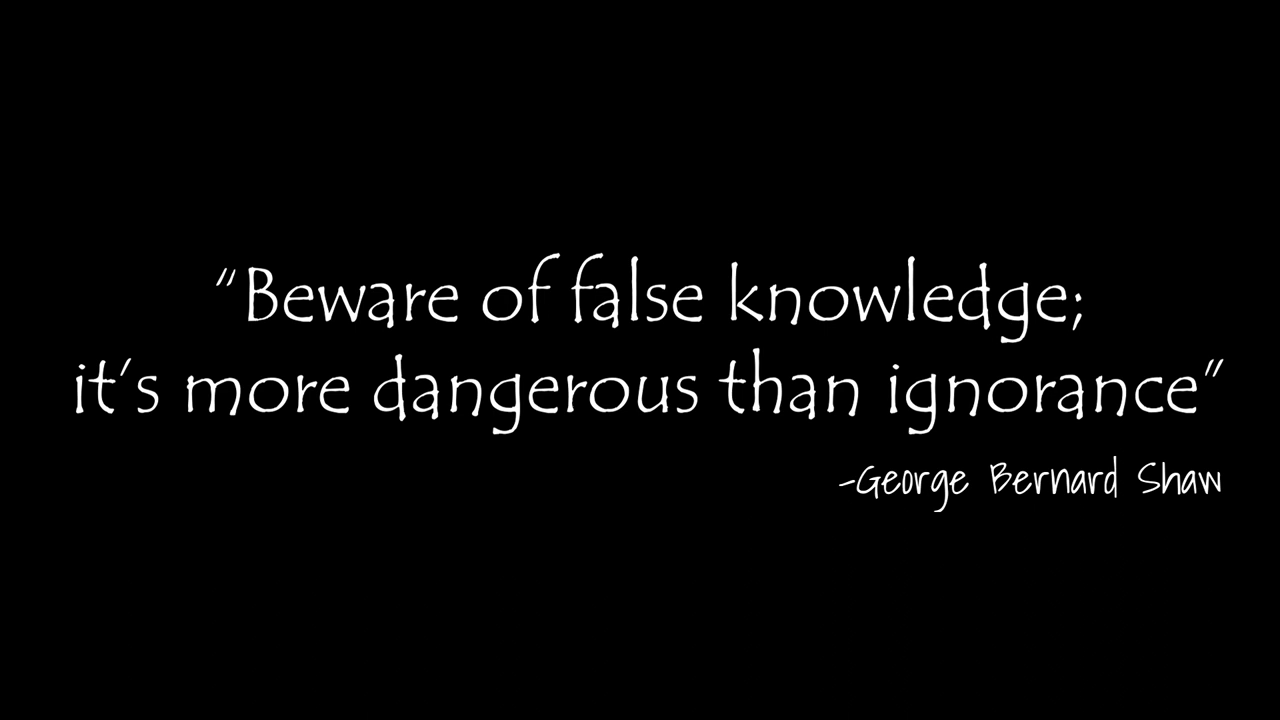 “Beware of false knowledge;
it’s more dangerous than ignorance”
-George Bernard Shaw